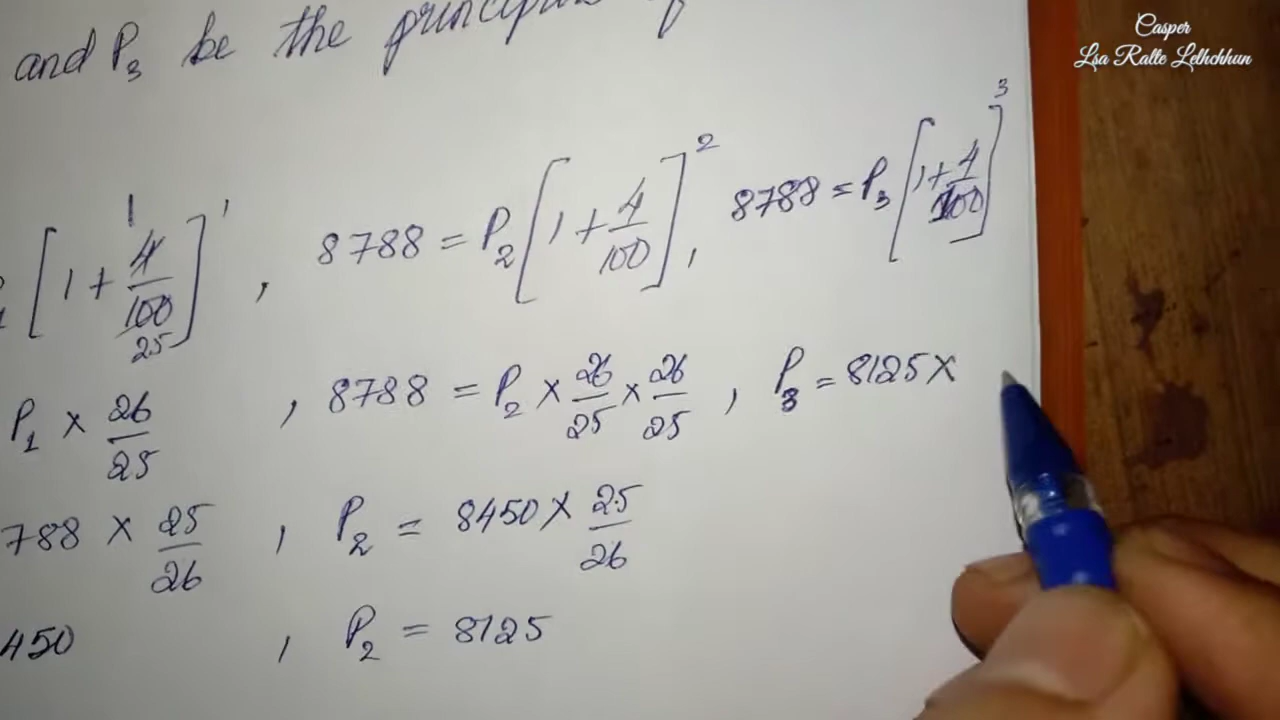 Casper
Lsa Ralte Lethchhun
and P₃ be the principal
[1 + 4/100]¹ , 8788 = P₂[1 + 4/100]² , 8788 = P₃[1 + 4/100]³
1
25
P₁ × 26/25 , 8788 = P₂ × 26/25 × 26/25 , P₃ = 8125 ×
788 × 25/26 , P₂ = 8450 × 25/26
450 , P₂ = 8125